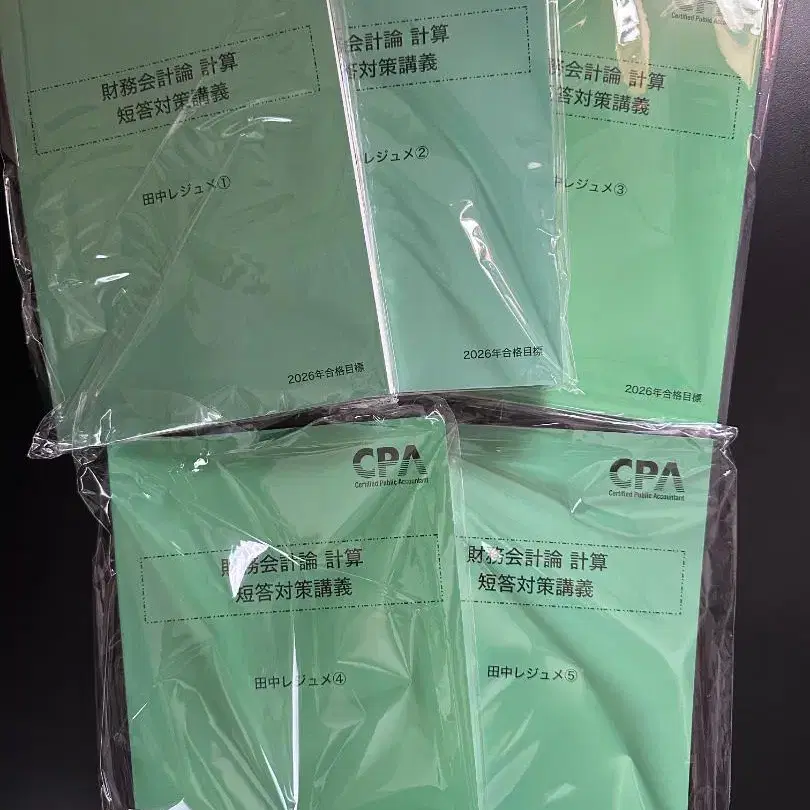 財務会計論 計算
短答対策講義
田中レジュメ①
2026年合格目標
会計論 計算
答対策講義
レジュメ②
2026年合格目標
Certified Public Accountant
務会計論 計算
答対策講義
中レジュメ③
2026年合格目標
CPA
Certified Public Accountant
財務会計論 計算
短答対策講義
田中レジュメ④
CPA
Certified Public Accountant
財務会計論 計算
短答対策講義
田中レジュメ⑤